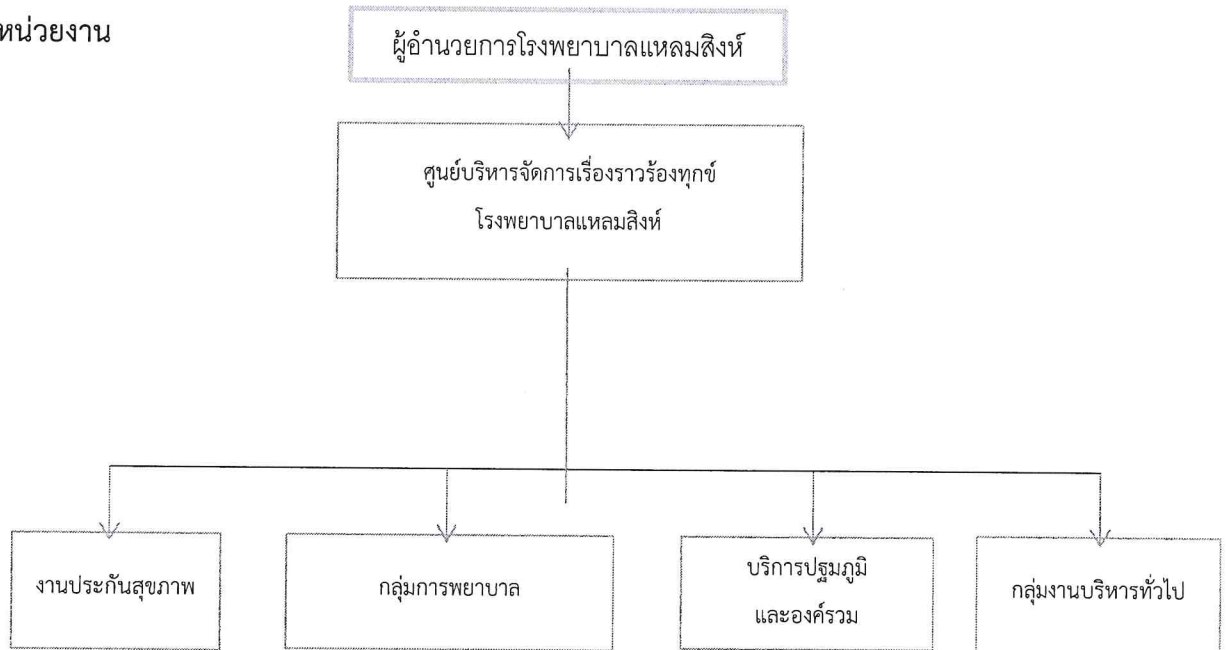 หน่วยงาน
ผู้อำนวยการโรงพยาบาลแหลมสิงห์
ศูนย์บริหารจัดการเรื่องราวร้องทุกข์
โรงพยาบาลแหลมสิงห์
งานประกันสุขภาพ
กลุ่มการพยาบาล
บริการปฐมภูมิ
และองค์รวม
กลุ่มงานบริหารทั่วไป